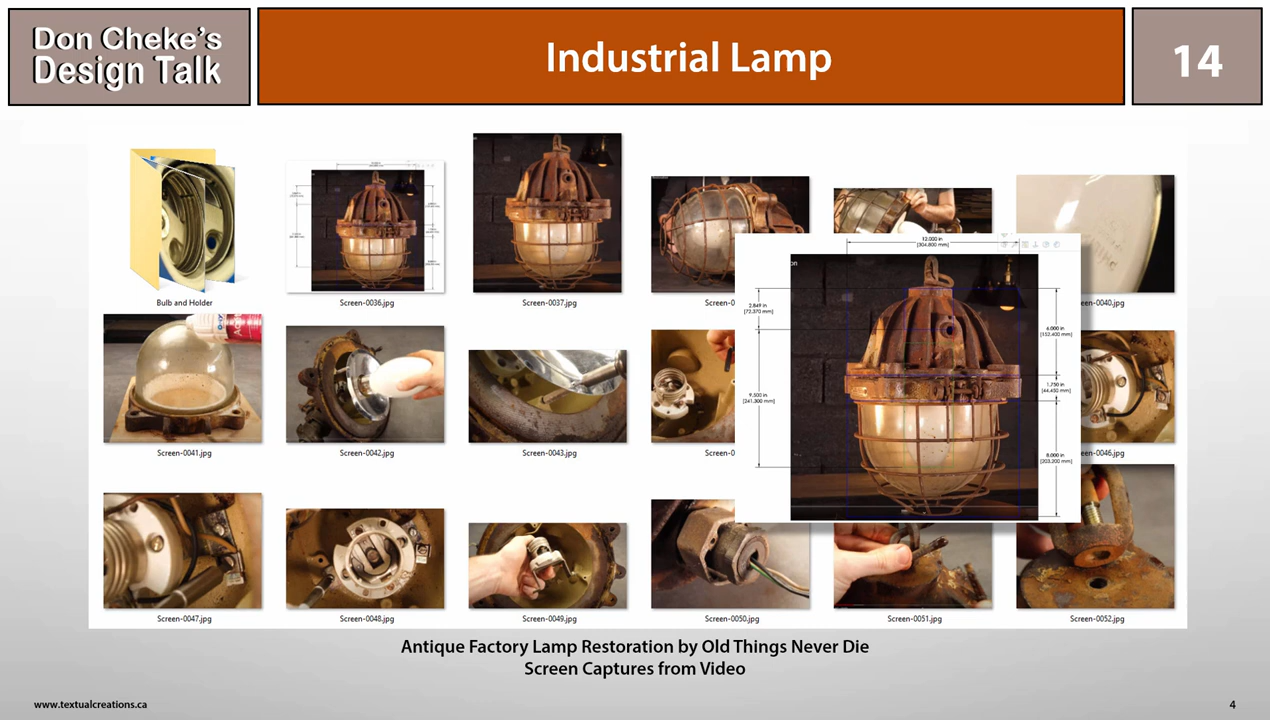 Don Cheke's
Design Talk
Industrial Lamp
14
Bulb and Holder
Screen-0036.jpg
Screen-0037.jpg
Screen-0
-0040.jpg
Screen-0041.jpg
Screen-0042.jpg
Screen-0043.jpg
Screen-0
-0046.jpg
12.000 in
[304.800 mm]
on
2.849 in
[72.370 mm]
6.000 in
[152.400 mm]
1.750 in
[44.450 mm]
9.500 in
[241.300 mm]
8.000 in
[203.200 mm]
Screen-0047.jpg
Screen-0048.jpg
Screen-0049.jpg
Screen-0050.jpg
Screen-0051.jpg
Screen-0052.jpg
Antique Factory Lamp Restoration by Old Things Never Die
Screen Captures from Video
www.textualcreations.ca
4